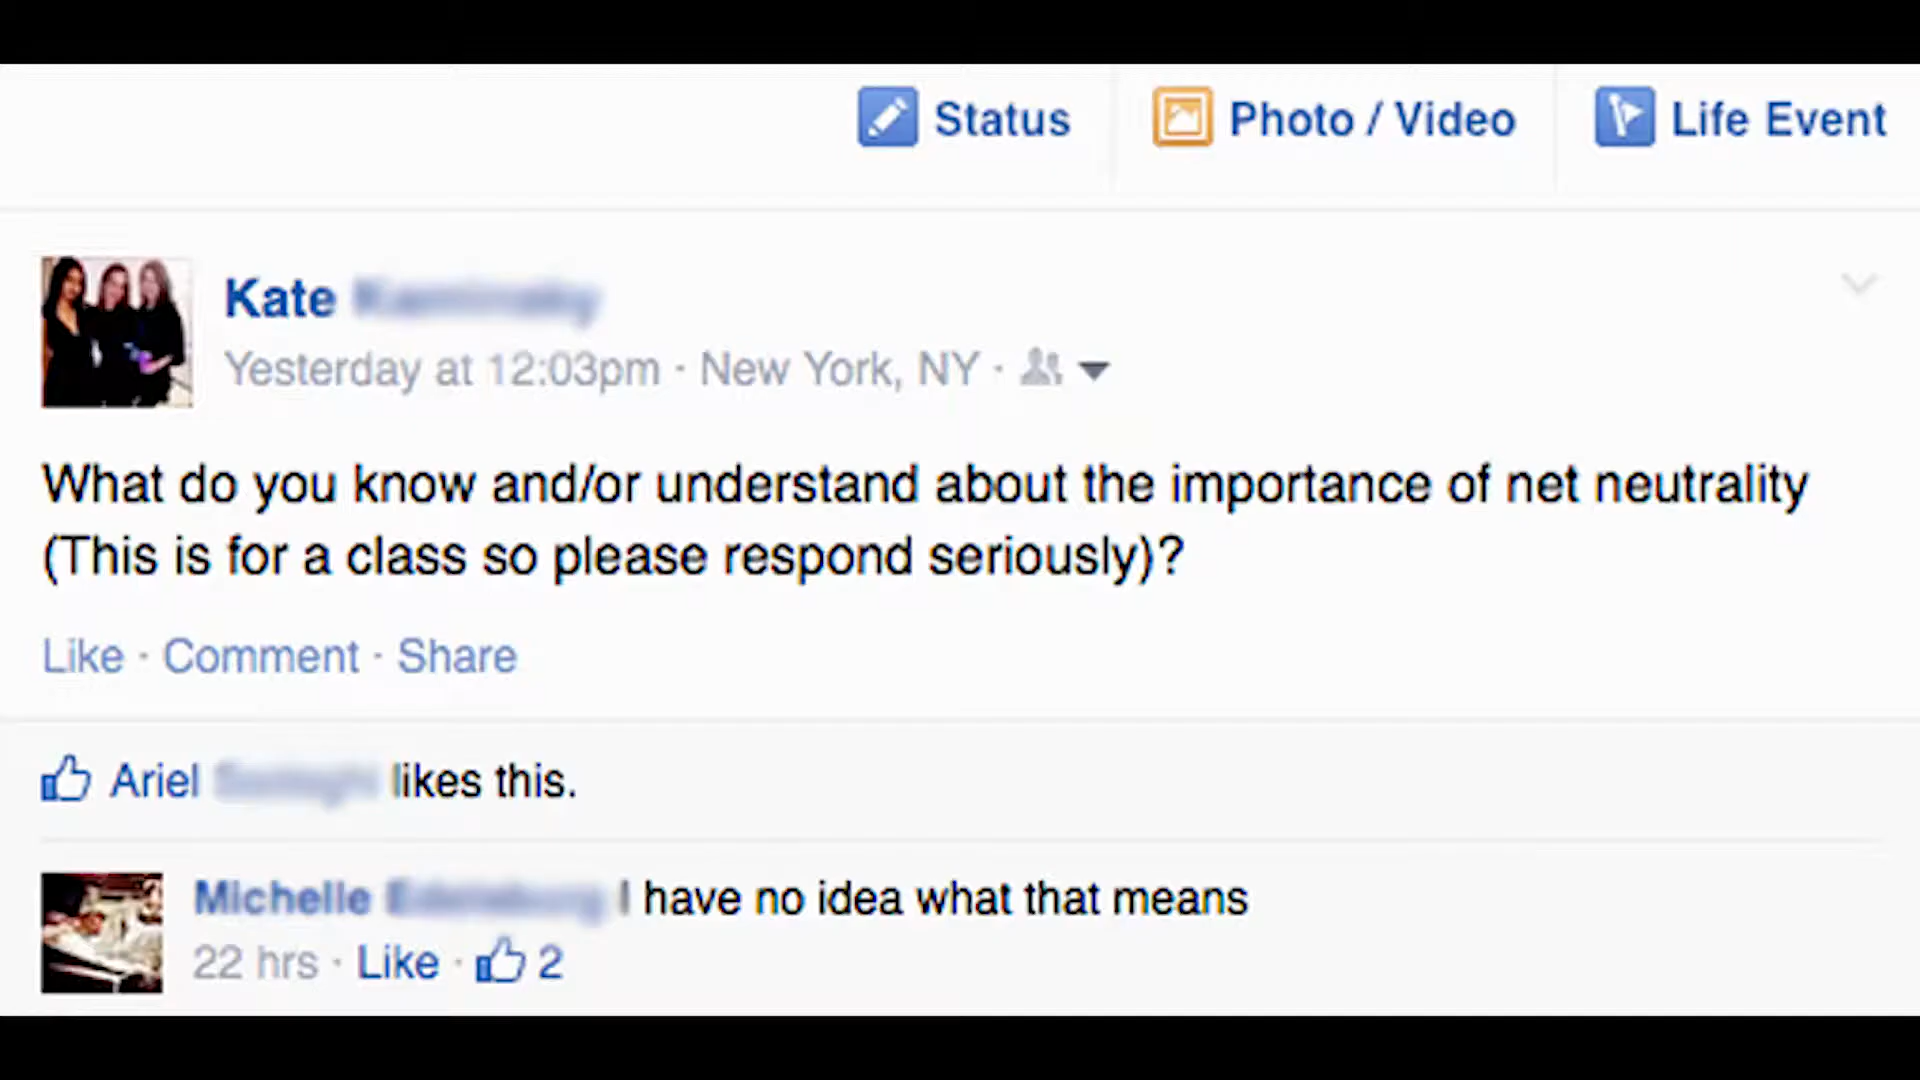 Status Photo / Video Life Event
Kate
Yesterday at 12:03pm · New York, NY ·
What do you know and/or understand about the importance of net neutrality
(This is for a class so please respond seriously)?
Like · Comment · Share
Ariel likes this.
Michelle I have no idea what that means
22 hrs · Like · 2